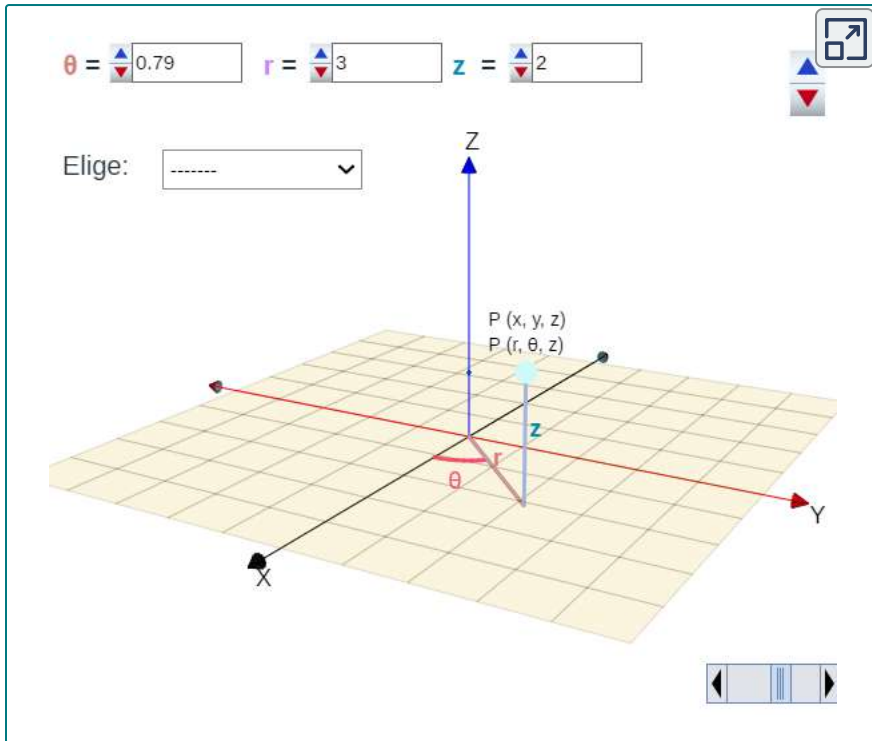 θ = 0.79 r = 3 z = 2
Elige: -------
Z
P (x, y, z)
P (r, θ, z)
z
r
θ
Y
X